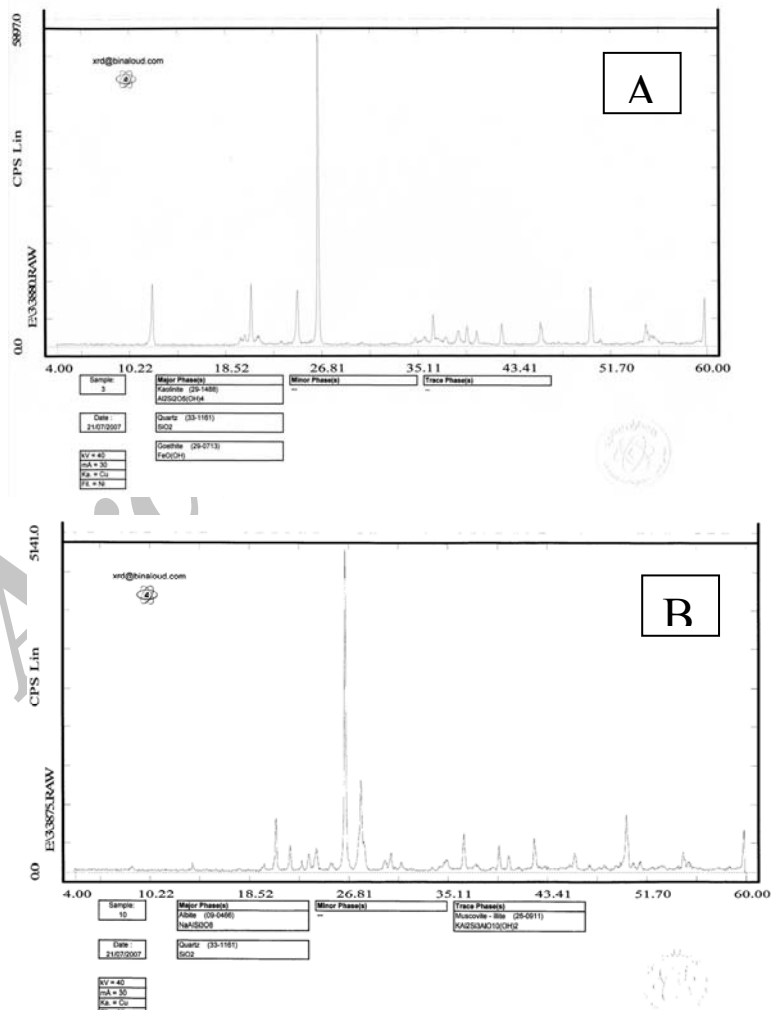 5897.0
xrd@binaloud.com
A
CPS Lin
E:\3\3880.RAW
0.0
4.00 10.22 18.52 26.81 35.11 43.41 51.70 60.00
Sample: 3
Major Phase(s)
Kaolinite (29-1488)
Al2Si2O5(OH)4
Minor Phase(s)
--
Trace Phase(s)
--
Date : 21/07/2007
Quartz (33-1161)
SiO2
Goethite (29-0713)
FeO(OH)
kV = 40
mA = 30
Ka. = Cu
Fil. = Ni
5141.0
xrd@binaloud.com
B
CPS Lin
E:\3\3875.RAW
0.0
4.00 10.22 18.52 26.81 35.11 43.41 51.70 60.00
Sample: 10
Major Phase(s)
Albite (09-0466)
NaAlSi3O8
Minor Phase(s)
--
Trace Phase(s)
Muscovite - Illite (26-0911)
KAl2Si3AlO10(OH)2
Date : 21/07/2007
Quartz (33-1161)
SiO2
kV = 40
mA = 30
Ka. = Cu